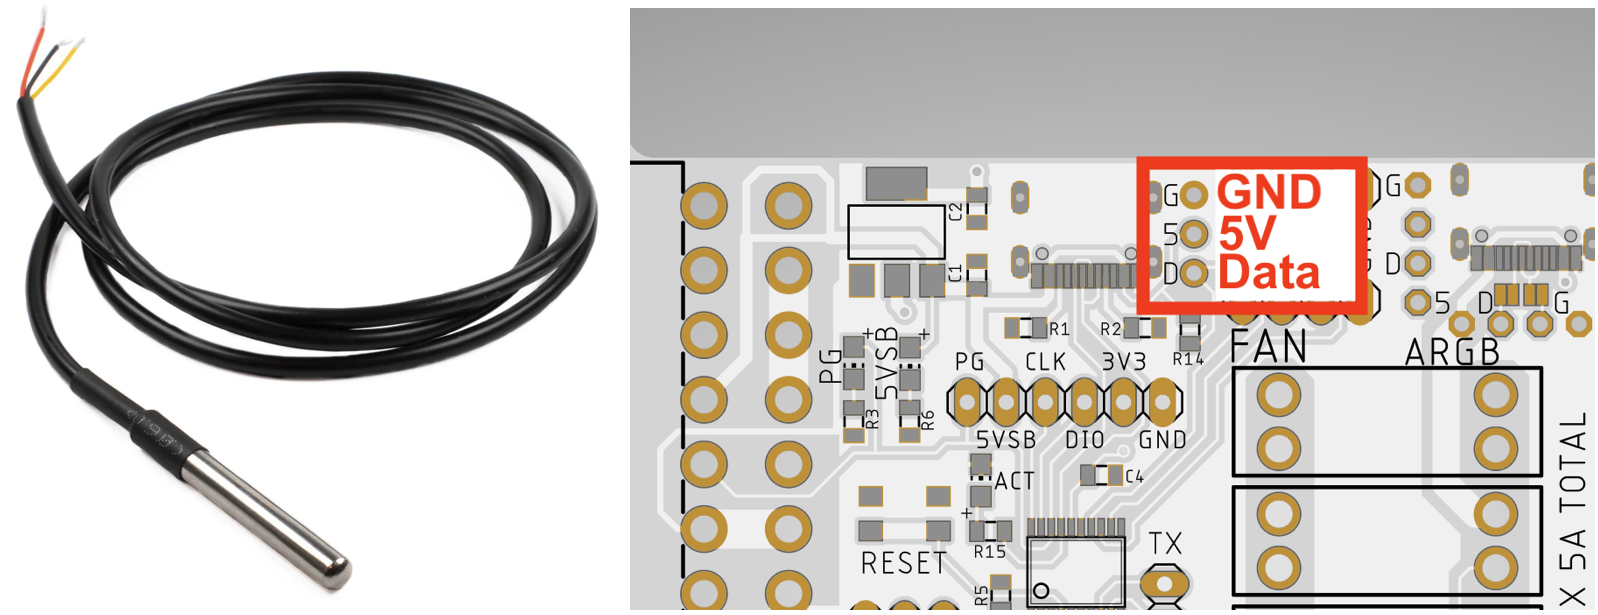 G GND
5 5V
D Data
G
D
5 D G
C2
C1
R1
R2
R14
PG
5VSB
+
+
R3
R6
PG CLK 3V3
5VSB DIO GND
FAN
ARGB
ACT
C4
+
R15
RESET
TX
R5
X 5A TOTAL